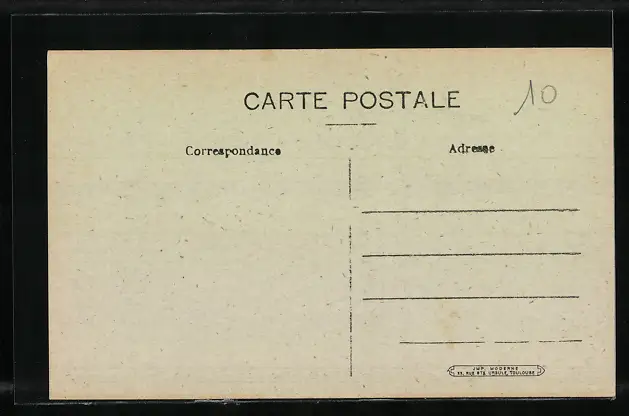 CARTE POSTALE
10
Correspondance
Adresse
IMP. MODERNE
RUE STE URSULE, TOULOUSE